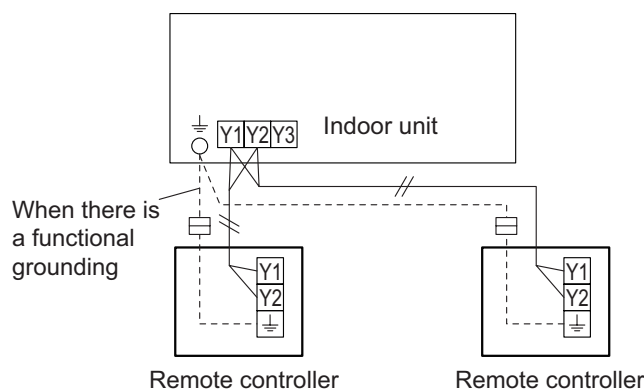 Y1 Y2 Y3 Indoor unit
When there is
a functional
grounding
Y1
Y2
Y1
Y2
Remote controller
Remote controller